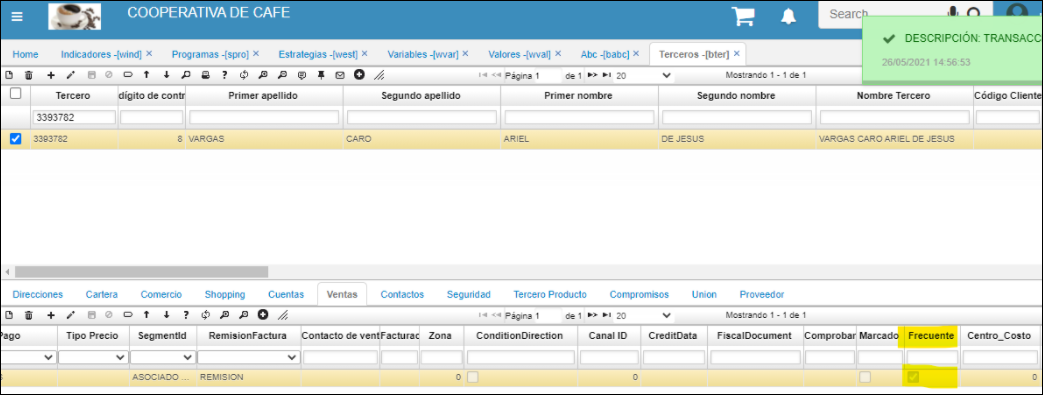 COOPERATIVA DE CAFE
Search
DESCRIPCIÓN: TRANSACC
26/05/2021 14:56:53
Home Indicadores -[wind] × Programas -[spro] × Estrategias -[west] × Variables -[wvar] × Valores -[wval] × Abc -[babc] × Terceros -[bter] ×
Página 1 de 1 20 Mostrando 1 - 1 de 1
Tercero dígito de contr Primer apellido Segundo apellido Primer nombre Segundo nombre Nombre Tercero Código Cliente
3393782
3393782 8 VARGAS CARO ARIEL DE JESUS VARGAS CARO ARIEL DE JESUS
Direcciones Cartera Comercio Shopping Cuentas Ventas Contactos Seguridad Tercero Producto Compromisos Union Proveedor
Página 1 de 1 20 Mostrando 1 - 1 de 1
Pago Tipo Precio SegmentId RemisionFactura Contacto de vent Facturac Zona ConditionDirection Canal ID CreditData FiscalDocument Comprobar Marcado Frecuente Centro_Costo
ASOCIADO ... REMISION 0 0 0